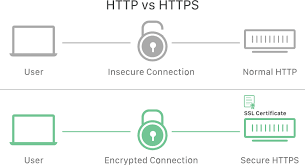 HTTP vs HTTPS
User Insecure Connection Normal HTTP
SSL Certificate
User Encrypted Connection Secure HTTPS